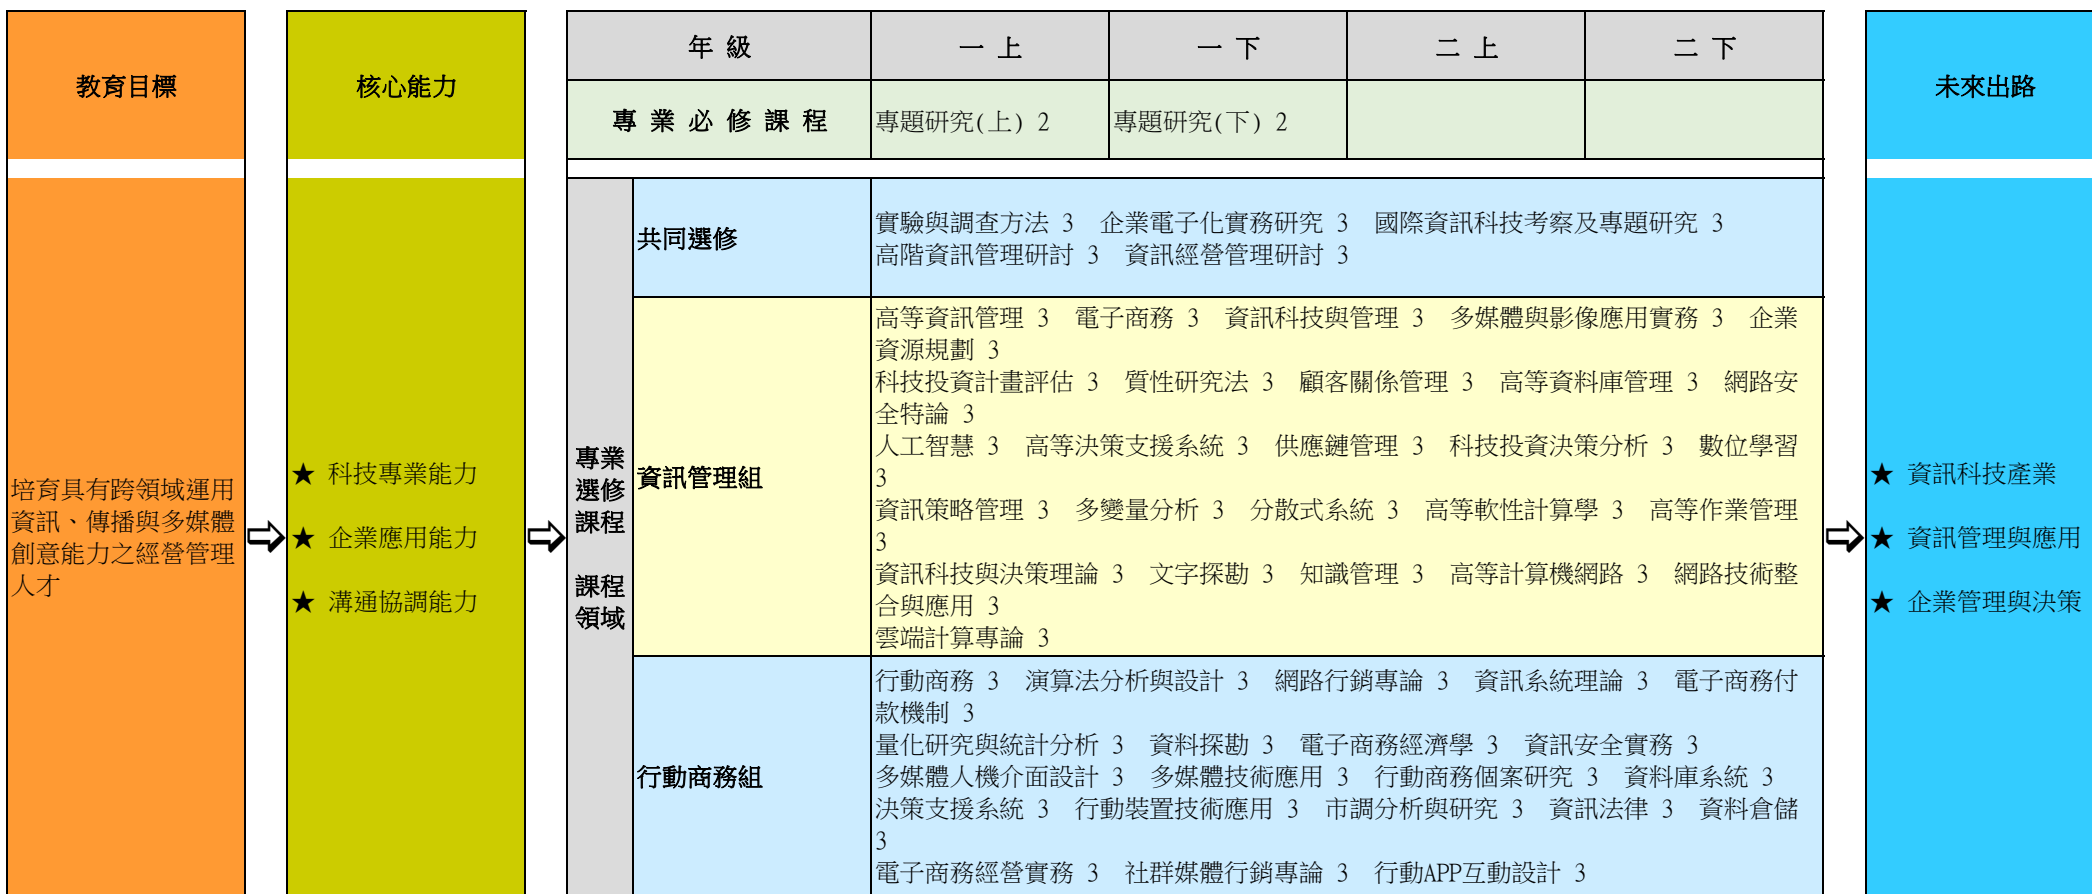 教育目標
核心能力
年 級
一 上
一 下
二 上
二 下
未來出路
專 業 必 修 課 程
專題研究(上) 2
專題研究(下) 2
培育具有跨領域運用
資訊、傳播與多媒體
創意能力之經營管理
人才
★ 科技專業能力
★ 企業應用能力
★ 溝通協調能力
專業
選修
課程
課程
領域
共同選修
實驗與調查方法 3 企業電子化實務研究 3 國際資訊科技考察及專題研究 3
高階資訊管理研討 3 資訊經營管理研討 3
資訊管理組
高等資訊管理 3 電子商務 3 資訊科技與管理 3 多媒體與影像應用實務 3 企業
資源規劃 3
科技投資計畫評估 3 質性研究法 3 顧客關係管理 3 高等資料庫管理 3 網路安
全特論 3
人工智慧 3 高等決策支援系統 3 供應鏈管理 3 科技投資決策分析 3 數位學習
3
資訊策略管理 3 多變量分析 3 分散式系統 3 高等軟性計算學 3 高等作業管理
3
資訊科技與決策理論 3 文字探勘 3 知識管理 3 高等計算機網路 3 網路技術整
合與應用 3
雲端計算專論 3
行動商務組
行動商務 3 演算法分析與設計 3 網路行銷專論 3 資訊系統理論 3 電子商務付
款機制 3
量化研究與統計分析 3 資料探勘 3 電子商務經濟學 3 資訊安全實務 3
多媒體人機介面設計 3 多媒體技術應用 3 行動商務個案研究 3 資料庫系統 3
決策支援系統 3 行動裝置技術應用 3 市調分析與研究 3 資訊法律 3 資料倉儲
3
電子商務經營實務 3 社群媒體行銷專論 3 行動APP互動設計 3
★ 資訊科技產業
★ 資訊管理與應用
★ 企業管理與決策